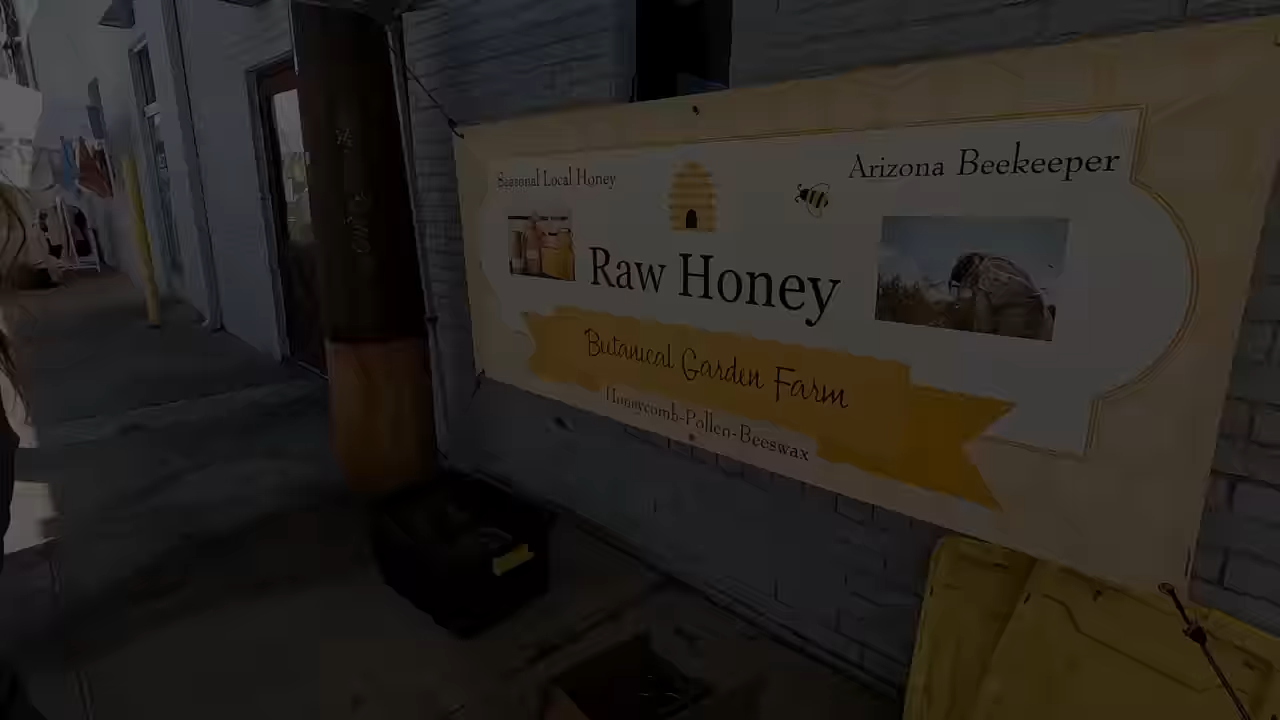 Seasonal Local Honey
Arizona Beekeeper
Raw Honey
Botanical Garden Farm
Honeycomb-Pollen-Beeswax